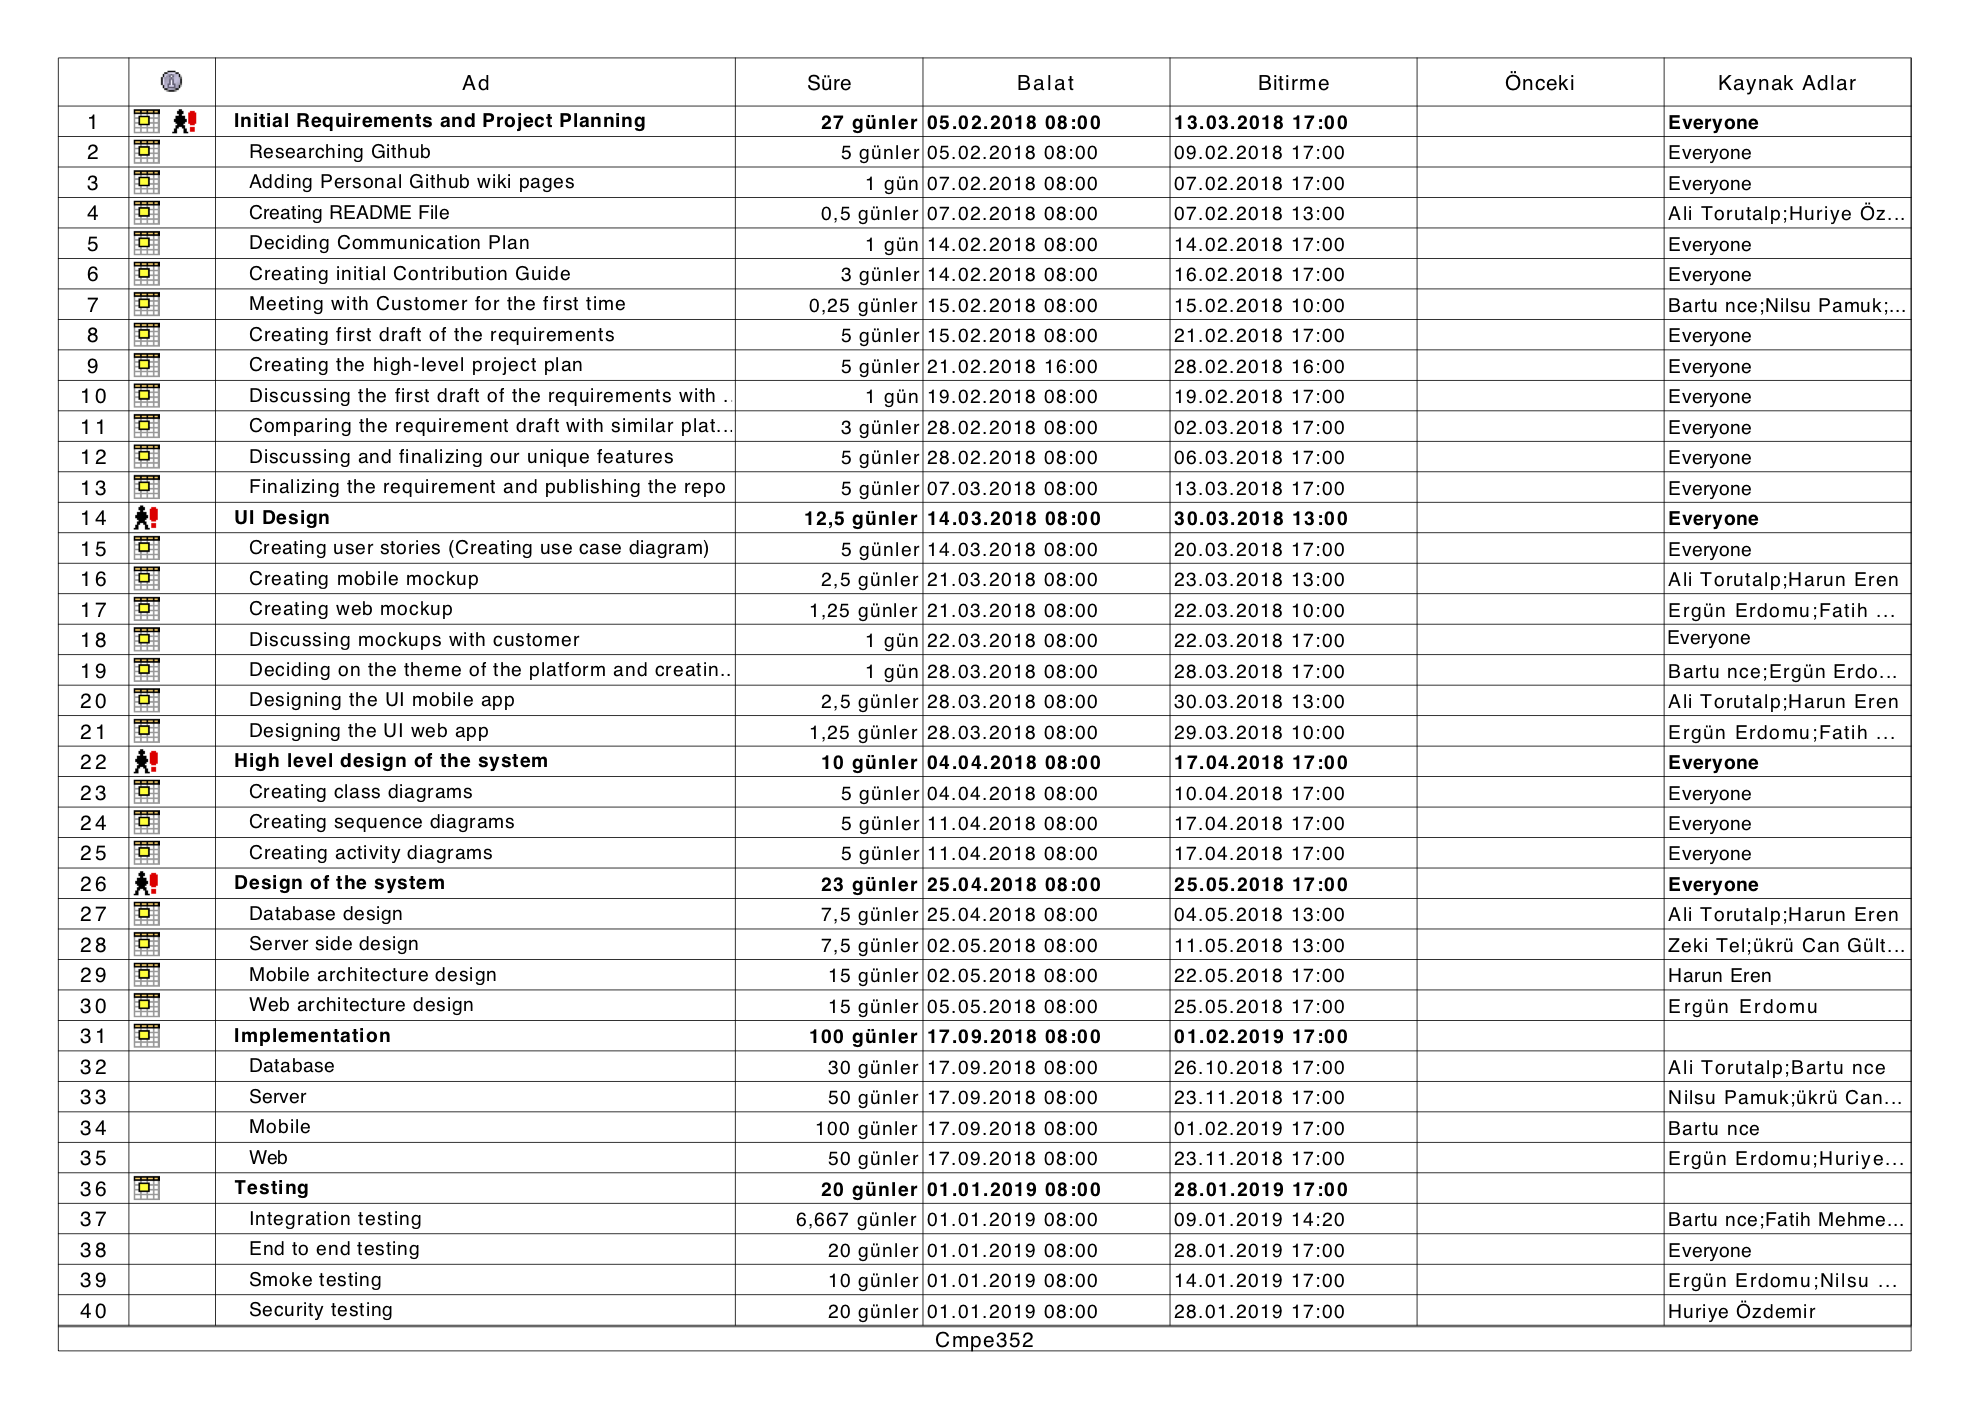 Ad Süre Balat Bitirme Önceki Kaynak Adlar
1 Initial Requirements and Project Planning 27 günler 05.02.2018 08:00 13.03.2018 17:00 Everyone
2 Researching Github 5 günler 05.02.2018 08:00 09.02.2018 17:00 Everyone
3 Adding Personal Github wiki pages 1 gün 07.02.2018 08:00 07.02.2018 17:00 Everyone
4 Creating README File 0,5 günler 07.02.2018 08:00 07.02.2018 13:00 Ali Torutalp;Huriye Öz...
5 Deciding Communication Plan 1 gün 14.02.2018 08:00 14.02.2018 17:00 Everyone
6 Creating initial Contribution Guide 3 günler 14.02.2018 08:00 16.02.2018 17:00 Everyone
7 Meeting with Customer for the first time 0,25 günler 15.02.2018 08:00 15.02.2018 10:00 Bartu nce;Nilsu Pamuk;...
8 Creating first draft of the requirements 5 günler 15.02.2018 08:00 21.02.2018 17:00 Everyone
9 Creating the high-level project plan 5 günler 21.02.2018 16:00 28.02.2018 16:00 Everyone
10 Discussing the first draft of the requirements with .. 1 gün 19.02.2018 08:00 19.02.2018 17:00 Everyone
11 Comparing the requirement draft with similar plat... 3 günler 28.02.2018 08:00 02.03.2018 17:00 Everyone
12 Discussing and finalizing our unique features 5 günler 28.02.2018 08:00 06.03.2018 17:00 Everyone
13 Finalizing the requirement and publishing the repo 5 günler 07.03.2018 08:00 13.03.2018 17:00 Everyone
14 UI Design 12,5 günler 14.03.2018 08:00 30.03.2018 13:00 Everyone
15 Creating user stories (Creating use case diagram) 5 günler 14.03.2018 08:00 20.03.2018 17:00 Everyone
16 Creating mobile mockup 2,5 günler 21.03.2018 08:00 23.03.2018 13:00 Ali Torutalp;Harun Eren
17 Creating web mockup 1,25 günler 21.03.2018 08:00 22.03.2018 10:00 Ergün Erdomu;Fatih ...
18 Discussing mockups with customer 1 gün 22.03.2018 08:00 22.03.2018 17:00 Everyone
19 Deciding on the theme of the platform and creatin.. 1 gün 28.03.2018 08:00 28.03.2018 17:00 Bartu nce;Ergün Erdo...
20 Designing the UI mobile app 2,5 günler 28.03.2018 08:00 30.03.2018 13:00 Ali Torutalp;Harun Eren
21 Designing the UI web app 1,25 günler 28.03.2018 08:00 29.03.2018 10:00 Ergün Erdomu;Fatih ...
22 High level design of the system 10 günler 04.04.2018 08:00 17.04.2018 17:00 Everyone
23 Creating class diagrams 5 günler 04.04.2018 08:00 10.04.2018 17:00 Everyone
24 Creating sequence diagrams 5 günler 11.04.2018 08:00 17.04.2018 17:00 Everyone
25 Creating activity diagrams 5 günler 11.04.2018 08:00 17.04.2018 17:00 Everyone
26 Design of the system 23 günler 25.04.2018 08:00 25.05.2018 17:00 Everyone
27 Database design 7,5 günler 25.04.2018 08:00 04.05.2018 13:00 Ali Torutalp;Harun Eren
28 Server side design 7,5 günler 02.05.2018 08:00 11.05.2018 13:00 Zeki Tel;ükrü Can Gült...
29 Mobile architecture design 15 günler 02.05.2018 08:00 22.05.2018 17:00 Harun Eren
30 Web architecture design 15 günler 05.05.2018 08:00 25.05.2018 17:00 Ergün Erdomu
31 Implementation 100 günler 17.09.2018 08:00 01.02.2019 17:00
32 Database 30 günler 17.09.2018 08:00 26.10.2018 17:00 Ali Torutalp;Bartu nce
33 Server 50 günler 17.09.2018 08:00 23.11.2018 17:00 Nilsu Pamuk;ükrü Can...
34 Mobile 100 günler 17.09.2018 08:00 01.02.2019 17:00 Bartu nce
35 Web 50 günler 17.09.2018 08:00 23.11.2018 17:00 Ergün Erdomu;Huriye...
36 Testing 20 günler 01.01.2019 08:00 28.01.2019 17:00
37 Integration testing 6,667 günler 01.01.2019 08:00 09.01.2019 14:20 Bartu nce;Fatih Mehme...
38 End to end testing 20 günler 01.01.2019 08:00 28.01.2019 17:00 Everyone
39 Smoke testing 10 günler 01.01.2019 08:00 14.01.2019 17:00 Ergün Erdomu;Nilsu ...
40 Security testing 20 günler 01.01.2019 08:00 28.01.2019 17:00 Huriye Özdemir
Cmpe352